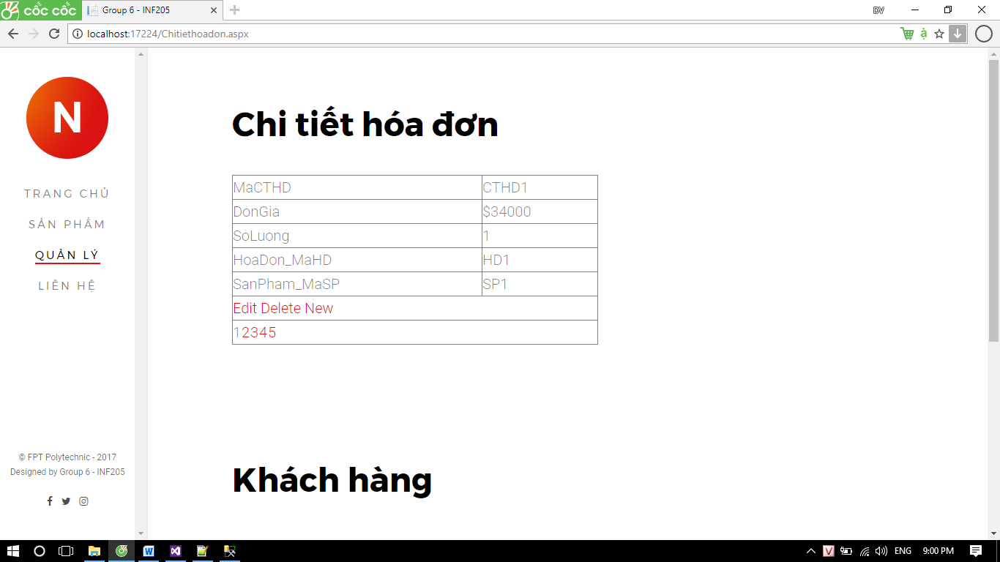 cốc cốc
Group 6 - INF205
DV
localhost:17224/Chitiethoadon.aspx
ạ
N
TRANG CHỦ
SẢN PHẨM
QUẢN LÝ
LIÊN HỆ
© FPT Polytechnic - 2017
Designed by Group 6 - INF205
Chi tiết hóa đơn
MaCTHD CTHD1
DonGia $34000
SoLuong 1
HoaDon_MaHD HD1
SanPham_MaSP SP1
Edit Delete New
12345
Khách hàng
V ENG 9:00 PM